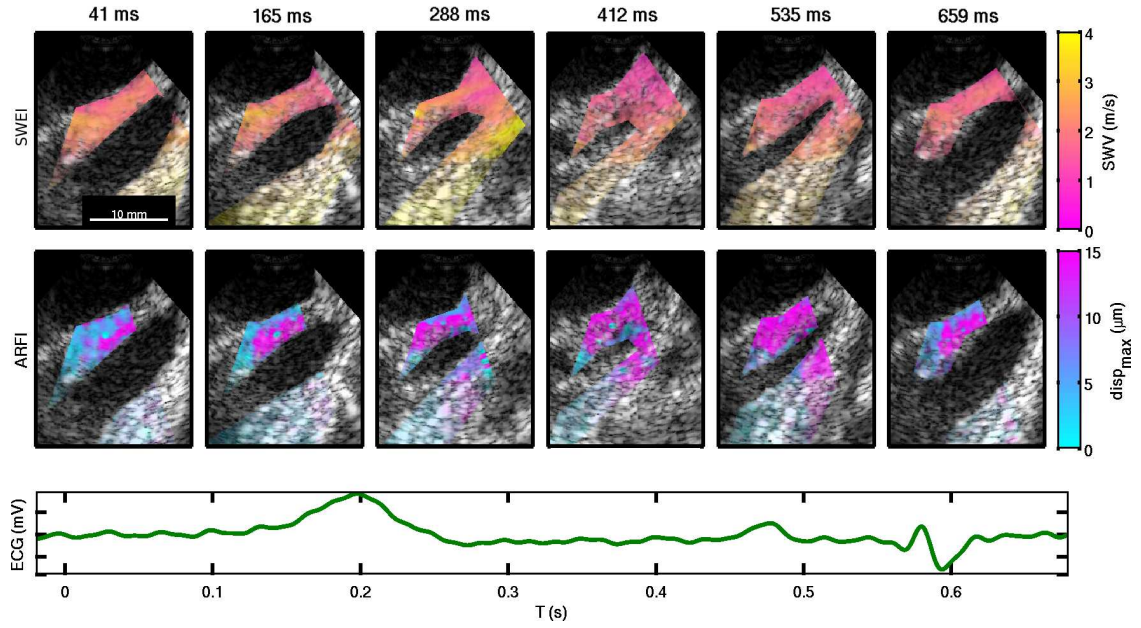 41 ms 165 ms 288 ms 412 ms 535 ms 659 ms
SWEI
10 mm
4
3
2
1
0
SWV (m/s)
ARFI
15
10
5
0
disp_max (μm)
ECG (mV)
0 0.1 0.2 0.3 0.4 0.5 0.6
T (s)